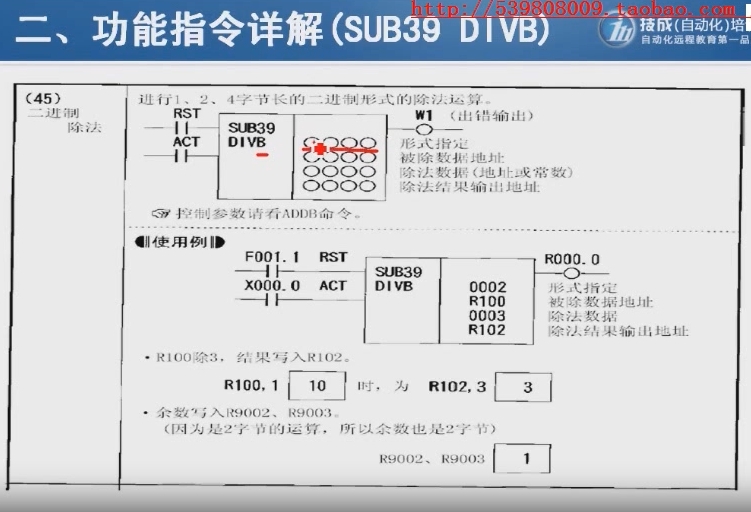 http://539808009.taobao.com
二、功能指令详解(SUB39 DIVB)
技成(自动化)培
自动化远程教育第一品
(45)
二进制
除法
进行1、2、4字节长的二进制形式的除法运算。
RST
W1 (出错输出)
ACT
SUB39
DIVB
形式指定
被除数据地址
除法数据(地址或常数)
除法结果输出地址
☞ 控制参数请看ADDB命令。
使用例
F001.1 RST
R000.0
X000.0 ACT
SUB39
DIVB
0002
形式指定
R100
被除数据地址
0003
除法数据
R102
除法结果输出地址
・R100除3,结果写入R102。
R100,1 10 时,为 R102,3 3
・余数写入R9002、R9003。
(因为是2字节的运算,所以余数也是2字节)
R9002、R9003 1